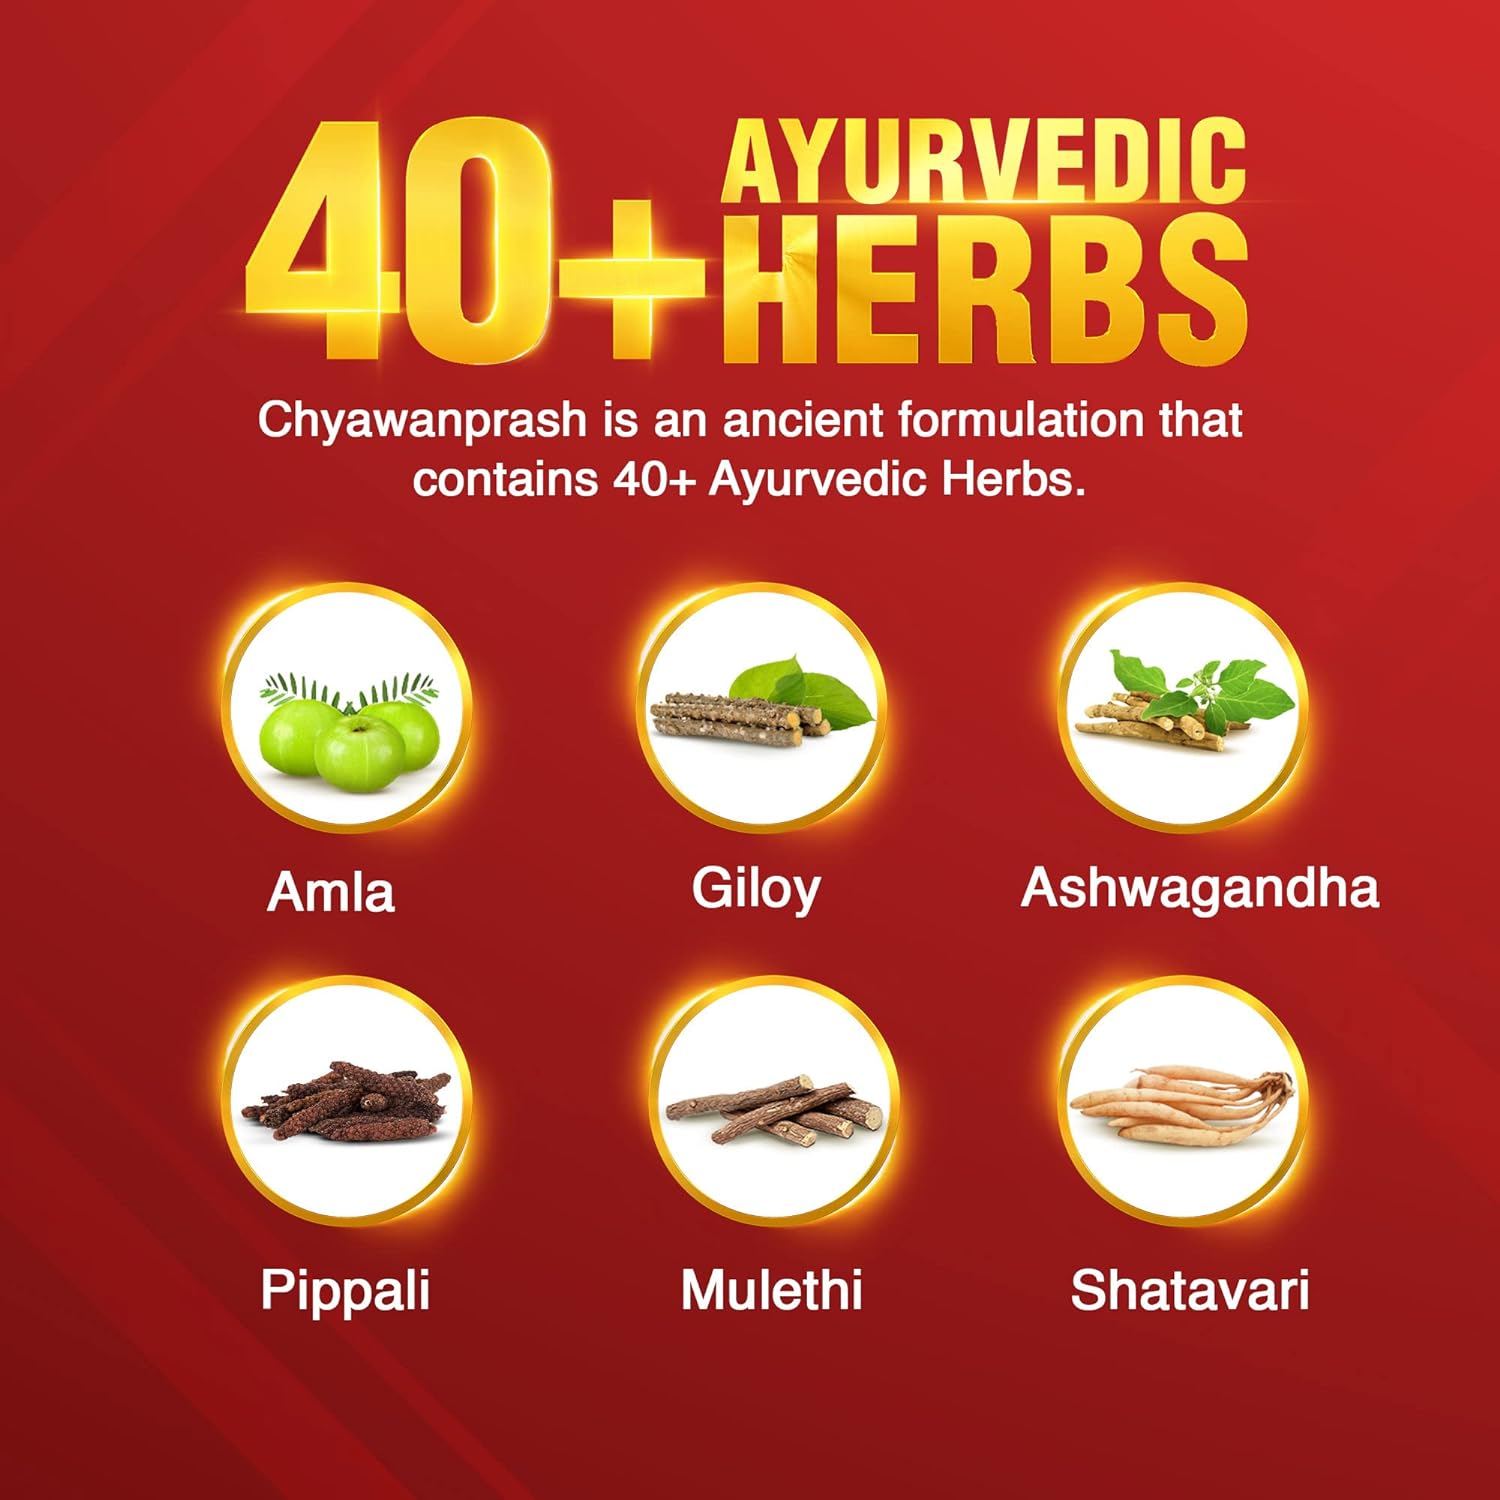 40+ AYURVEDIC
HERBS
Chyawanprash is an ancient formulation that
contains 40+ Ayurvedic Herbs.
Amla
Giloy
Ashwagandha
Pippali
Mulethi
Shatavari